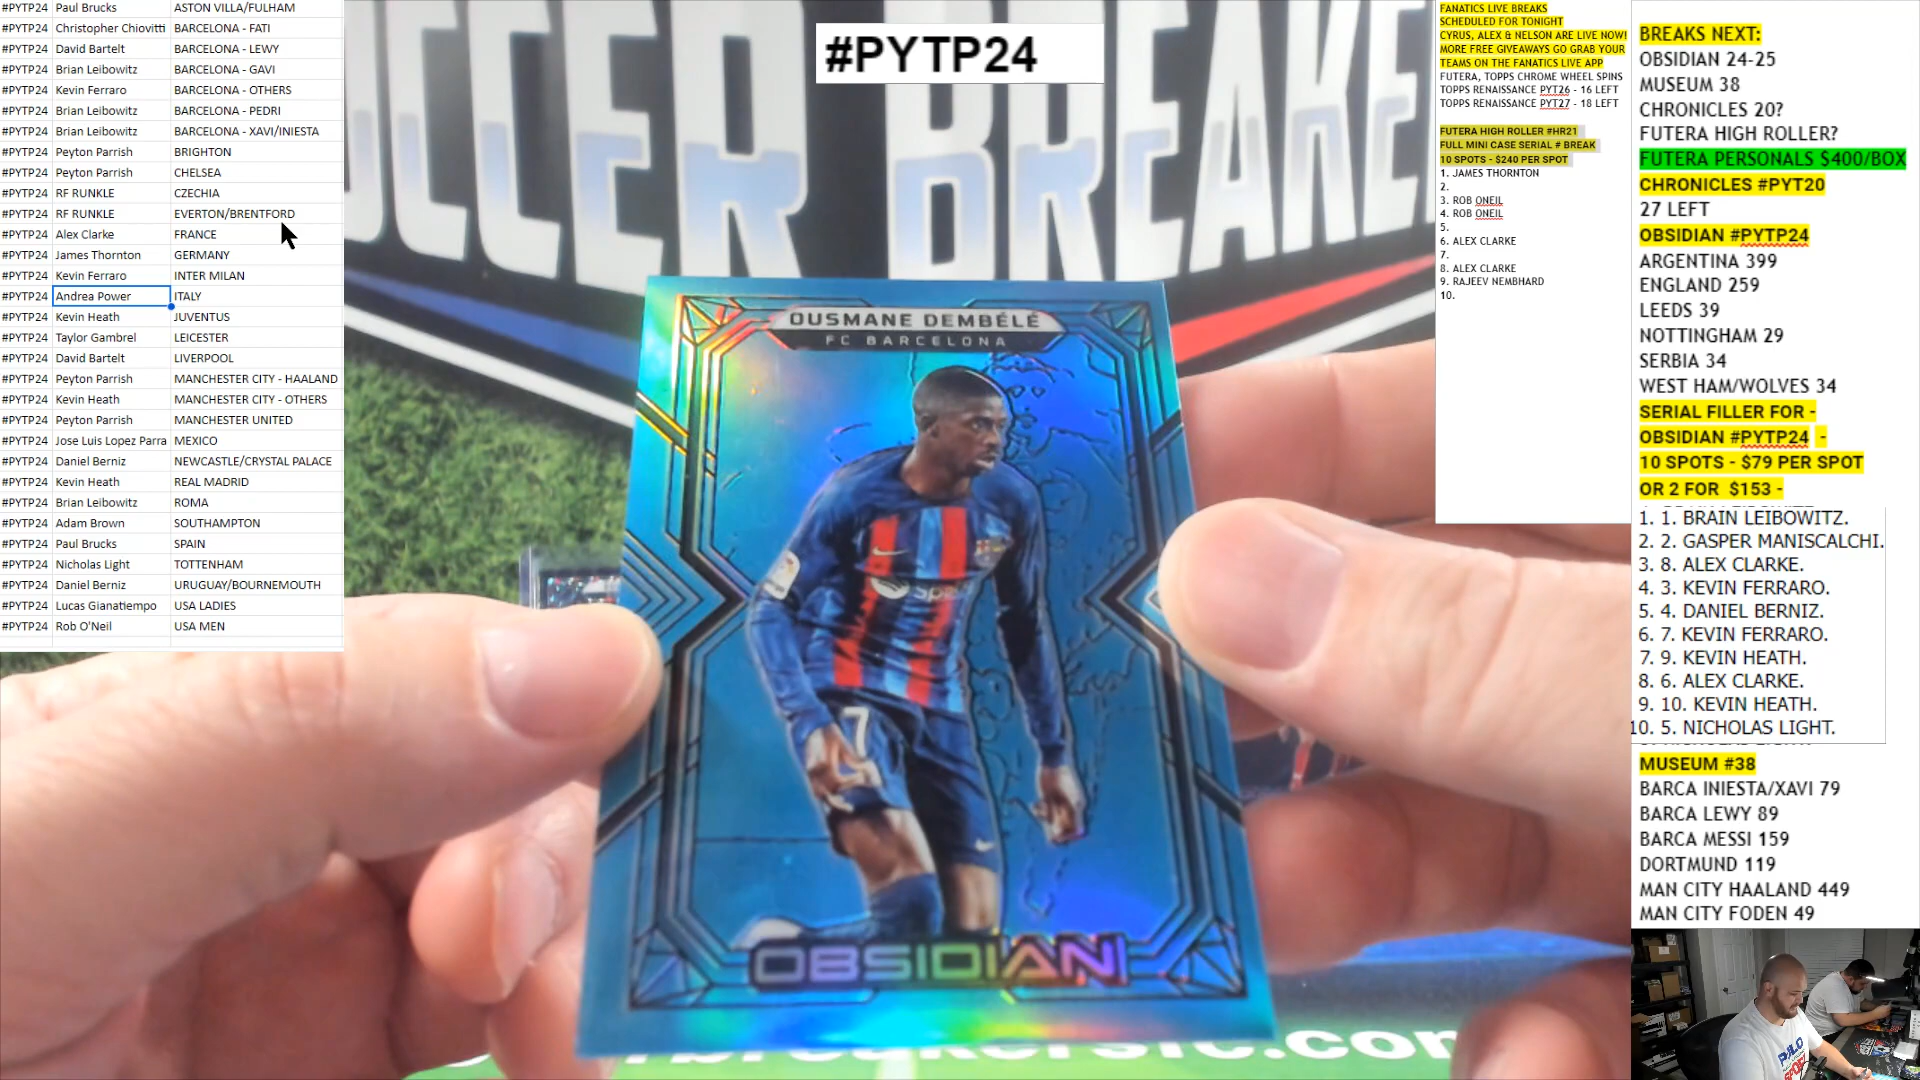 #PYTP24 Paul Brucks ASTON VILLA/FULHAM
#PYTP24 Christopher Chiovitti BARCELONA - FATI
#PYTP24 David Bartelt BARCELONA - LEWY
#PYTP24 Brian Leibowitz BARCELONA - GAVI
#PYTP24 Kevin Ferraro BARCELONA - OTHERS
#PYTP24 Brian Leibowitz BARCELONA - PEDRI
#PYTP24 Brian Leibowitz BARCELONA - XAVI/INIESTA
#PYTP24 Peyton Parrish BRIGHTON
#PYTP24 Peyton Parrish CHELSEA
#PYTP24 RF RUNKLE CZECHIA
#PYTP24 RF RUNKLE EVERTON/BRENTFORD
#PYTP24 Alex Clarke FRANCE
#PYTP24 James Thornton GERMANY
#PYTP24 Kevin Ferraro INTER MILAN
#PYTP24 Andrea Power ITALY
#PYTP24 Kevin Heath JUVENTUS
#PYTP24 Taylor Gambrel LEICESTER
#PYTP24 David Bartelt LIVERPOOL
#PYTP24 Peyton Parrish MANCHESTER CITY - HAALAND
#PYTP24 Kevin Heath MANCHESTER CITY - OTHERS
#PYTP24 Peyton Parrish MANCHESTER UNITED
#PYTP24 Jose Luis Lopez Parra MEXICO
#PYTP24 Daniel Berniz NEWCASTLE/CRYSTAL PALACE
#PYTP24 Kevin Heath REAL MADRID
#PYTP24 Brian Leibowitz ROMA
#PYTP24 Adam Brown SOUTHAMPTON
#PYTP24 Paul Brucks SPAIN
#PYTP24 Nicholas Light TOTTENHAM
#PYTP24 Daniel Berniz URUGUAY/BOURNEMOUTH
#PYTP24 Lucas Gianatiempo USA LADIES
#PYTP24 Rob O'Neil USA MEN
#PYTP24
OUSMANE DEMBÉLÉ
FC BARCELONA
7
OBSIDIAN
FANATICS LIVE BREAKS
SCHEDULED FOR TONIGHT
CYRUS, ALEX & NELSON ARE LIVE NOW!
MORE FREE GIVEAWAYS GO GRAB YOUR
TEAMS ON THE FANATICS LIVE APP
FUTERA, TOPPS CHROME WHEEL SPINS
TOPPS RENAISSANCE PYT26 - 16 LEFT
TOPPS RENAISSANCE PYT27 - 18 LEFT
FUTERA HIGH ROLLER #HR21
FULL MINI CASE SERIAL # BREAK
10 SPOTS - $240 PER SPOT
1. JAMES THORNTON
2.
3. ROB ONEIL
4. ROB ONEIL
5.
6. ALEX CLARKE
7.
8. ALEX CLARKE
9. RAJEEV NEMBHARD
10.
BREAKS NEXT:
OBSIDIAN 24-25
MUSEUM 38
CHRONICLES 20?
FUTERA HIGH ROLLER?
FUTERA PERSONALS $400/BOX
CHRONICLES #PYT20
27 LEFT
OBSIDIAN #PYTP24
ARGENTINA 399
ENGLAND 259
LEEDS 39
NOTTINGHAM 29
SERBIA 34
WEST HAM/WOLVES 34
SERIAL FILLER FOR -
OBSIDIAN #PYTP24 -
10 SPOTS - $79 PER SPOT
OR 2 FOR $153 -
1. 1. BRAIN LEIBOWITZ.
2. 2. GASPER MANISCALCHI.
3. 8. ALEX CLARKE.
4. 3. KEVIN FERRARO.
5. 4. DANIEL BERNIZ.
6. 7. KEVIN FERRARO.
7. 9. KEVIN HEATH.
8. 6. ALEX CLARKE.
9. 10. KEVIN HEATH.
10. 5. NICHOLAS LIGHT.
MUSEUM #38
BARCA INIESTA/XAVI 79
BARCA LEWY 89
BARCA MESSI 159
DORTMUND 119
MAN CITY HAALAND 449
MAN CITY FODEN 49